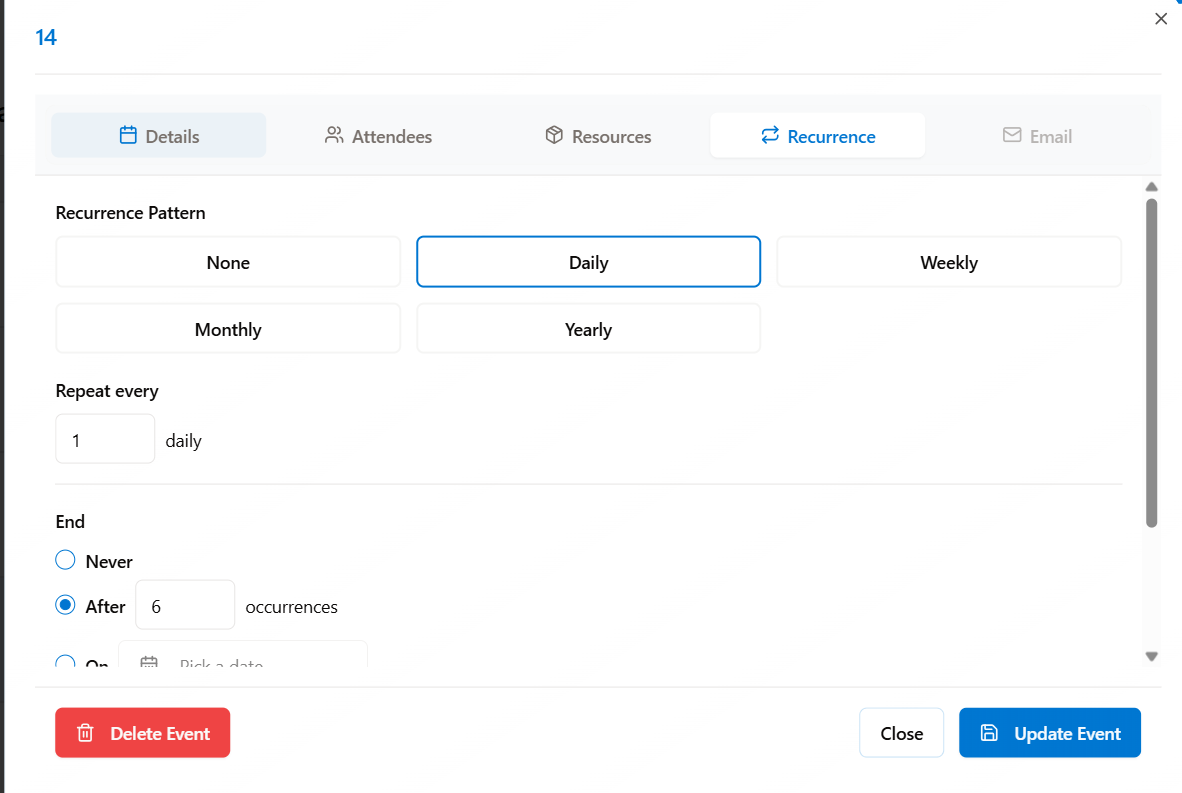 14
Details Attendees Resources Recurrence Email
Recurrence Pattern
None Daily Weekly
Monthly Yearly
Repeat every
1 daily
End
Never
After 6 occurrences
On Pick a date
Delete Event Close Update Event